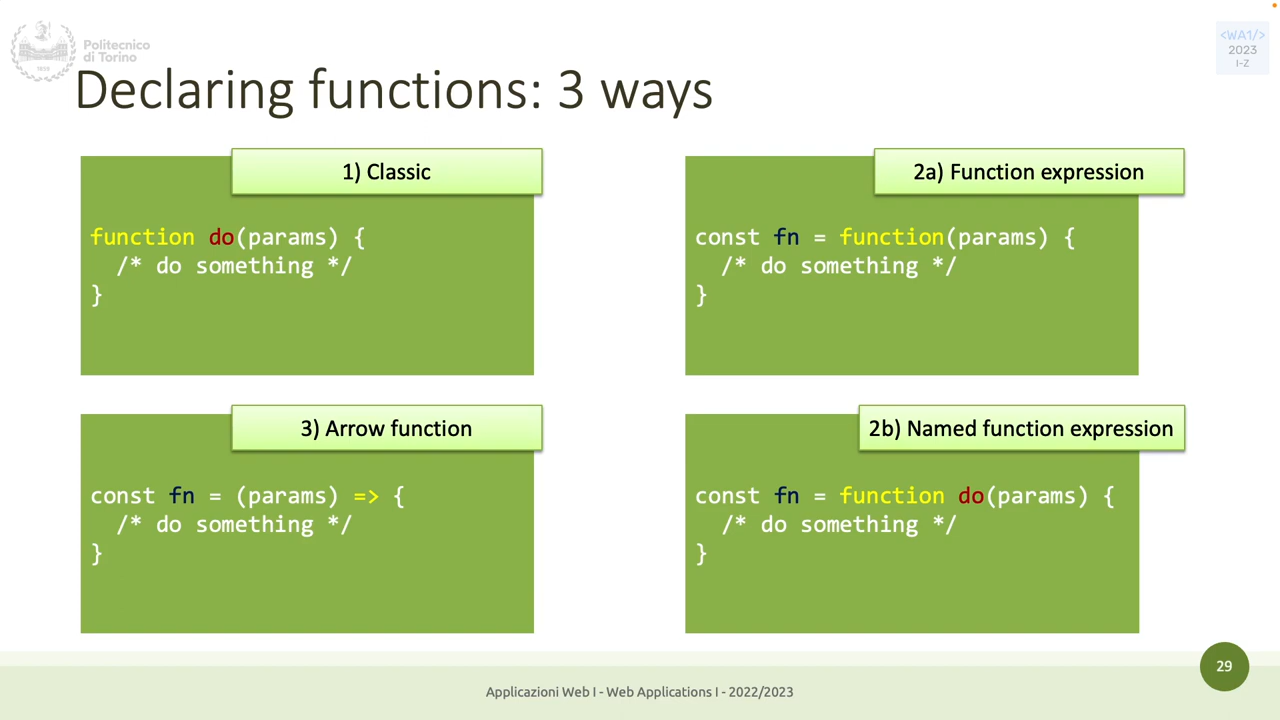 Politecnico
di Torino
1859
<WA1/>
2023
I-Z
Declaring functions: 3 ways
1) Classic
function do(params) {
  /* do something */
}
2a) Function expression
const fn = function(params) {
  /* do something */
}
3) Arrow function
const fn = (params) => {
  /* do something */
}
2b) Named function expression
const fn = function do(params) {
  /* do something */
}
29
Applicazioni Web I - Web Applications I - 2022/2023